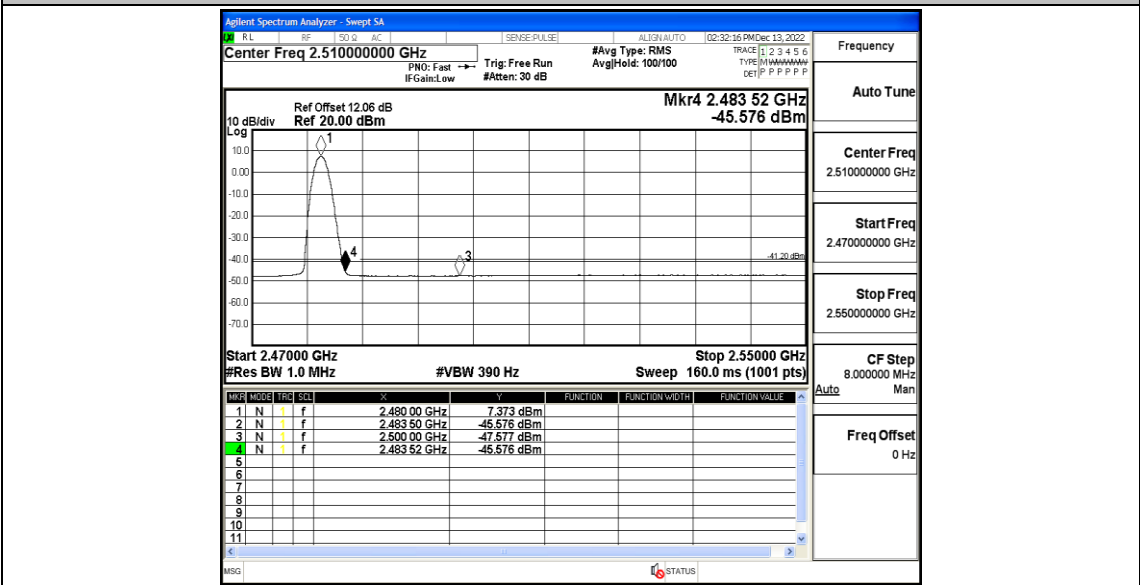 Agilent Spectrum Analyzer - Swept SA
RL RF 50 Ω AC SENSE:PULSE ALIGNAUTO 02:32:16 PM Dec 13, 2022
Center Freq 2.510000000 GHz #Avg Type: RMS TRACE 1 2 3 4 5 6
PNO: Fast Trig: Free Run Avg|Hold: 100/100 TYPE M WWWWW
IFGain:Low #Atten: 30 dB DET P P P P P P
Frequency
Auto Tune
Center Freq
2.510000000 GHz
Start Freq
2.470000000 GHz
Stop Freq
2.550000000 GHz
CF Step
8.000000 MHz
Auto Man
Freq Offset
0 Hz
Mkr4 2.483 52 GHz
-45.576 dBm
Ref Offset 12.06 dB
10 dB/div Ref 20.00 dBm
Log
10.0
0.00
-10.0
-20.0
-30.0
-40.0
-50.0
-60.0
-70.0
1
4
3
-41.20 dBm
Start 2.47000 GHz Stop 2.55000 GHz
#Res BW 1.0 MHz #VBW 390 Hz Sweep 160.0 ms (1001 pts)
MKR MODE TRC SCL X Y FUNCTION FUNCTION WIDTH FUNCTION VALUE
1 N 1 f 2.480 00 GHz 7.373 dBm
2 N 1 f 2.483 50 GHz -45.576 dBm
3 N 1 f 2.500 00 GHz -47.577 dBm
4 N 1 f 2.483 52 GHz -45.576 dBm
5
6
7
8
9
10
11
MSG STATUS